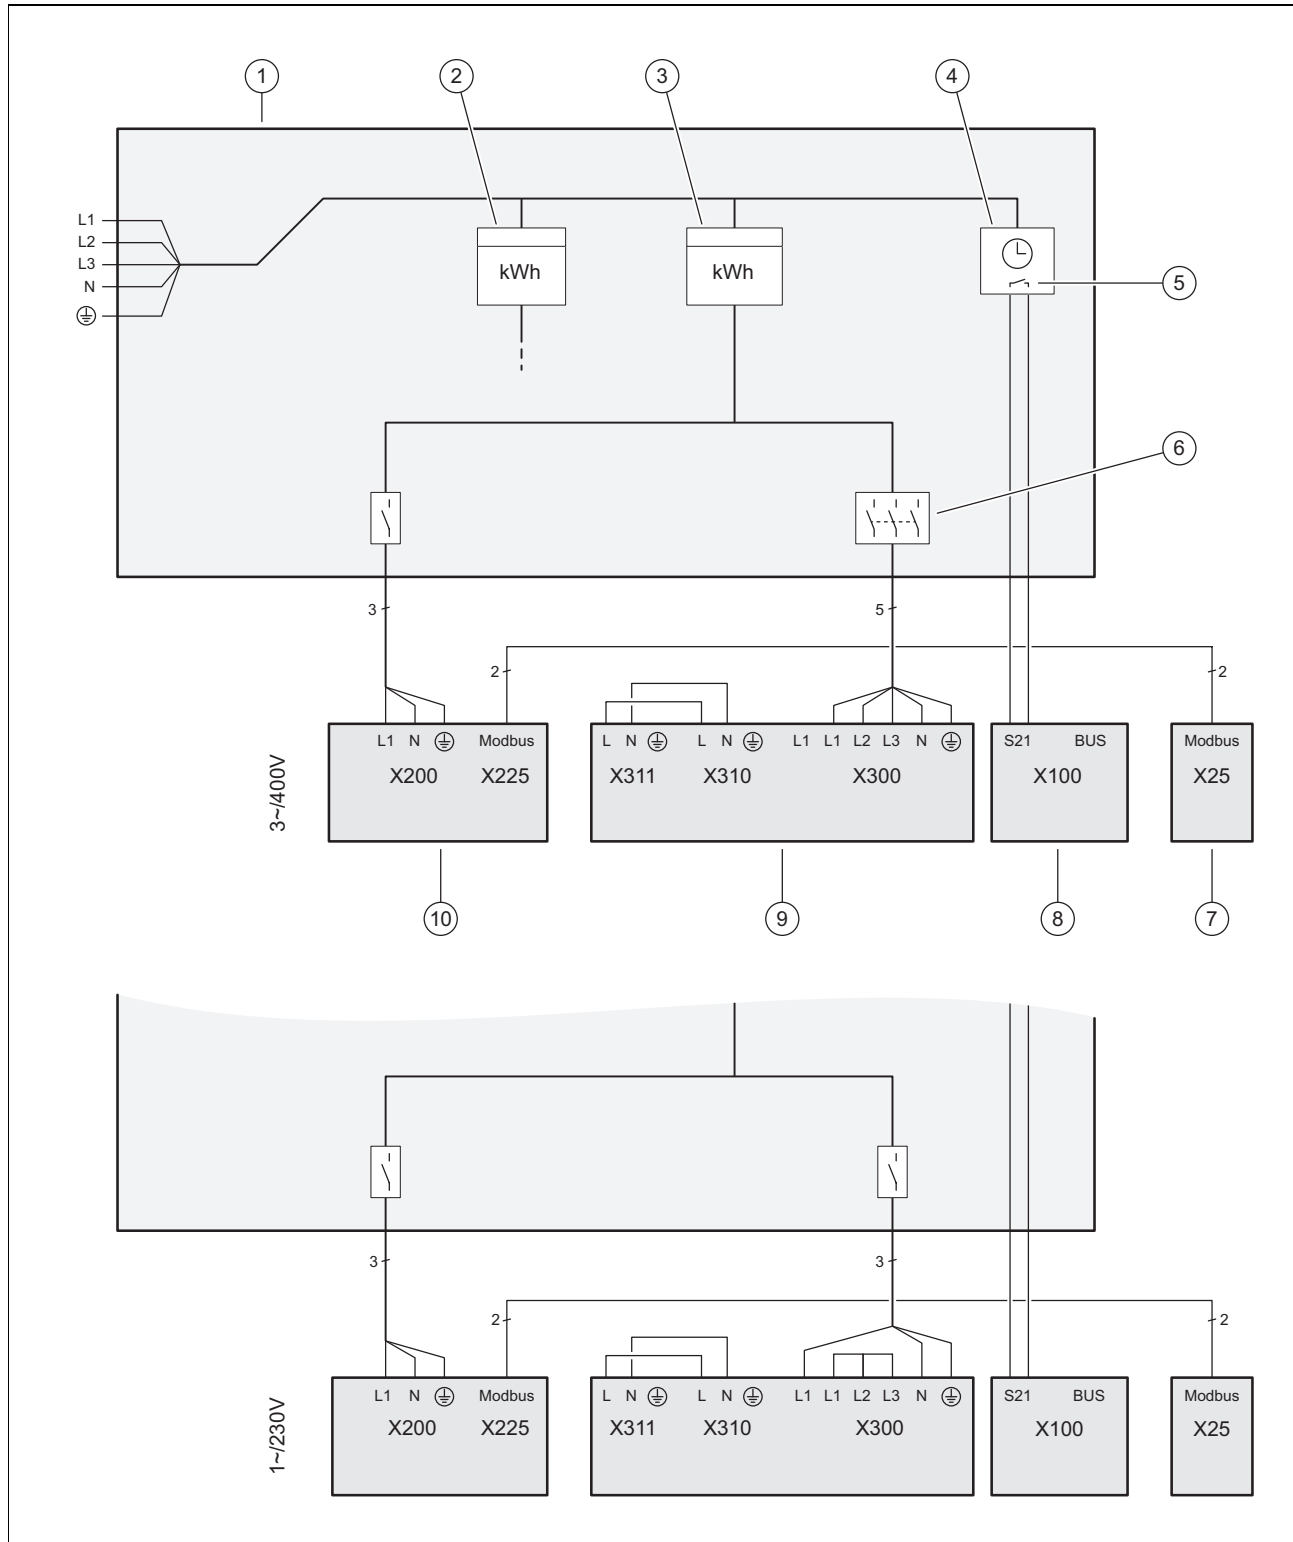 1 2 3 4
L1
L2
L3
N
kWh kWh
5
6
3 5
2 2
3~/400V
L1 N Modbus L N L N L1 L1 L2 L3 N S21 BUS Modbus
X200 X225 X311 X310 X300 X100 X25
10 9 8 7
3 3
2 2
1~/230V
L1 N Modbus L N L N L1 L1 L2 L3 N S21 BUS Modbus
X200 X225 X311 X310 X300 X100 X25